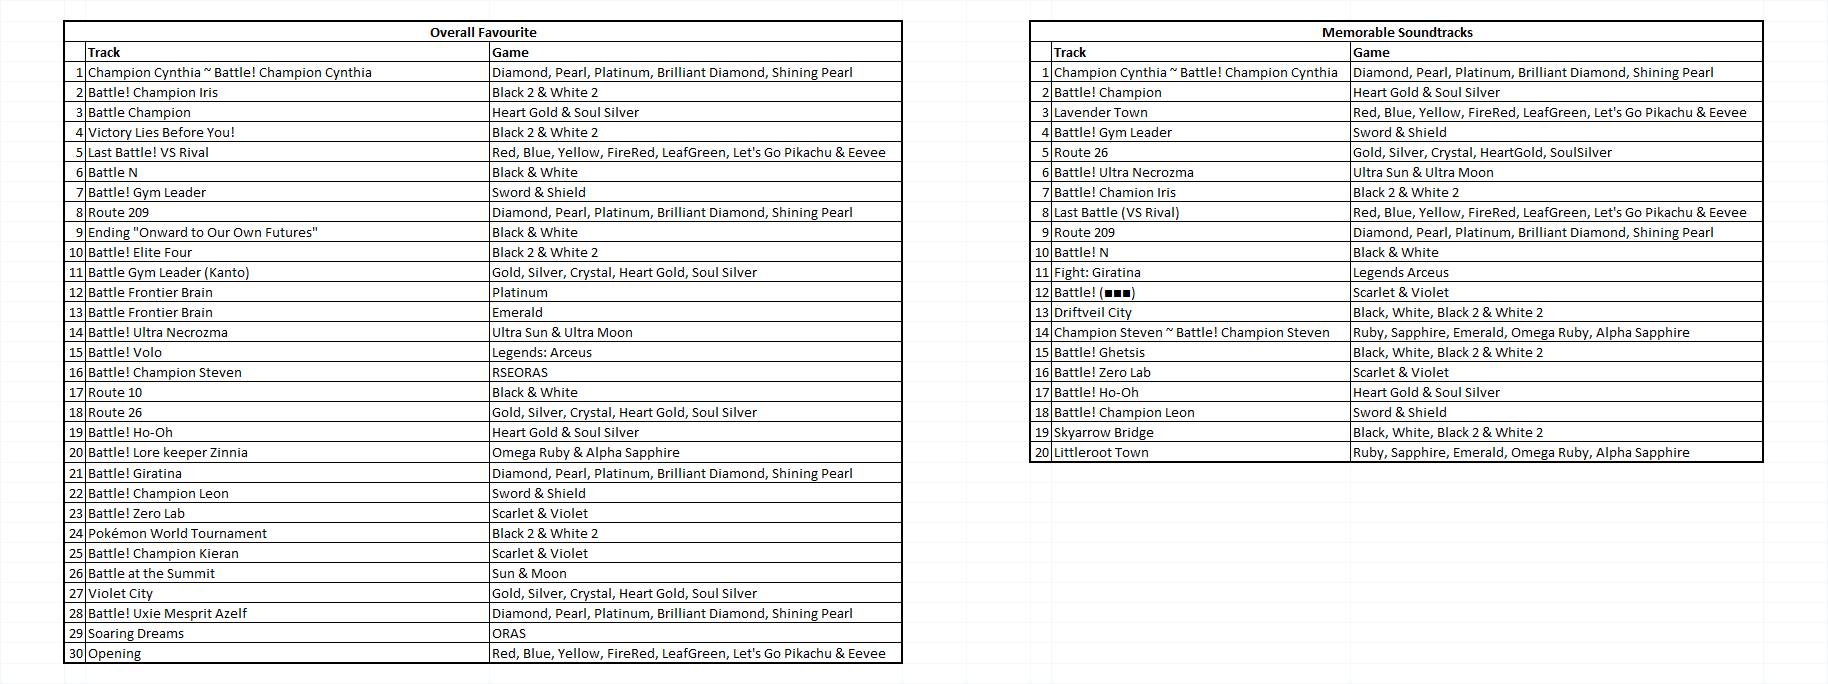 Overall Favourite
Track Game
1 Champion Cynthia ~ Battle! Champion Cynthia Diamond, Pearl, Platinum, Brilliant Diamond, Shining Pearl
2 Battle! Champion Iris Black 2 & White 2
3 Battle Champion Heart Gold & Soul Silver
4 Victory Lies Before You! Black 2 & White 2
5 Last Battle! VS Rival Red, Blue, Yellow, FireRed, LeafGreen, Let's Go Pikachu & Eevee
6 Battle N Black & White
7 Battle! Gym Leader Sword & Shield
8 Route 209 Diamond, Pearl, Platinum, Brilliant Diamond, Shining Pearl
9 Ending "Onward to Our Own Futures" Black & White
10 Battle! Elite Four Black 2 & White 2
11 Battle Gym Leader (Kanto) Gold, Silver, Crystal, Heart Gold, Soul Silver
12 Battle Frontier Brain Platinum
13 Battle Frontier Brain Emerald
14 Battle! Ultra Necrozma Ultra Sun & Ultra Moon
15 Battle! Volo Legends: Arceus
16 Battle! Champion Steven RSEORAS
17 Route 10 Black & White
18 Route 26 Gold, Silver, Crystal, Heart Gold, Soul Silver
19 Battle! Ho-Oh Heart Gold & Soul Silver
20 Battle! Lore keeper Zinnia Omega Ruby & Alpha Sapphire
21 Battle! Giratina Diamond, Pearl, Platinum, Brilliant Diamond, Shining Pearl
22 Battle! Champion Leon Sword & Shield
23 Battle! Zero Lab Scarlet & Violet
24 Pokémon World Tournament Black 2 & White 2
25 Battle! Champion Kieran Scarlet & Violet
26 Battle at the Summit Sun & Moon
27 Violet City Gold, Silver, Crystal, Heart Gold, Soul Silver
28 Battle! Uxie Mesprit Azelf Diamond, Pearl, Platinum, Brilliant Diamond, Shining Pearl
29 Soaring Dreams ORAS
30 Opening Red, Blue, Yellow, FireRed, LeafGreen, Let's Go Pikachu & Eevee
Memorable Soundtracks
Track Game
1 Champion Cynthia ~ Battle! Champion Cynthia Diamond, Pearl, Platinum, Brilliant Diamond, Shining Pearl
2 Battle! Champion Heart Gold & Soul Silver
3 Lavender Town Red, Blue, Yellow, FireRed, LeafGreen, Let's Go Pikachu & Eevee
4 Battle! Gym Leader Sword & Shield
5 Route 26 Gold, Silver, Crystal, HeartGold, SoulSilver
6 Battle! Ultra Necrozma Ultra Sun & Ultra Moon
7 Battle! Chamion Iris Black 2 & White 2
8 Last Battle (VS Rival) Red, Blue, Yellow, FireRed, LeafGreen, Let's Go Pikachu & Eevee
9 Route 209 Diamond, Pearl, Platinum, Brilliant Diamond, Shining Pearl
10 Battle! N Black & White
11 Fight: Giratina Legends Arceus
12 Battle! (■■■) Scarlet & Violet
13 Driftveil City Black, White, Black 2 & White 2
14 Champion Steven ~ Battle! Champion Steven Ruby, Sapphire, Emerald, Omega Ruby, Alpha Sapphire
15 Battle! Ghetsis Black, White, Black 2 & White 2
16 Battle! Zero Lab Scarlet & Violet
17 Battle! Ho-Oh Heart Gold & Soul Silver
18 Battle! Champion Leon Sword & Shield
19 Skyarrow Bridge Black, White, Black 2 & White 2
20 Littleroot Town Ruby, Sapphire, Emerald, Omega Ruby, Alpha Sapphire